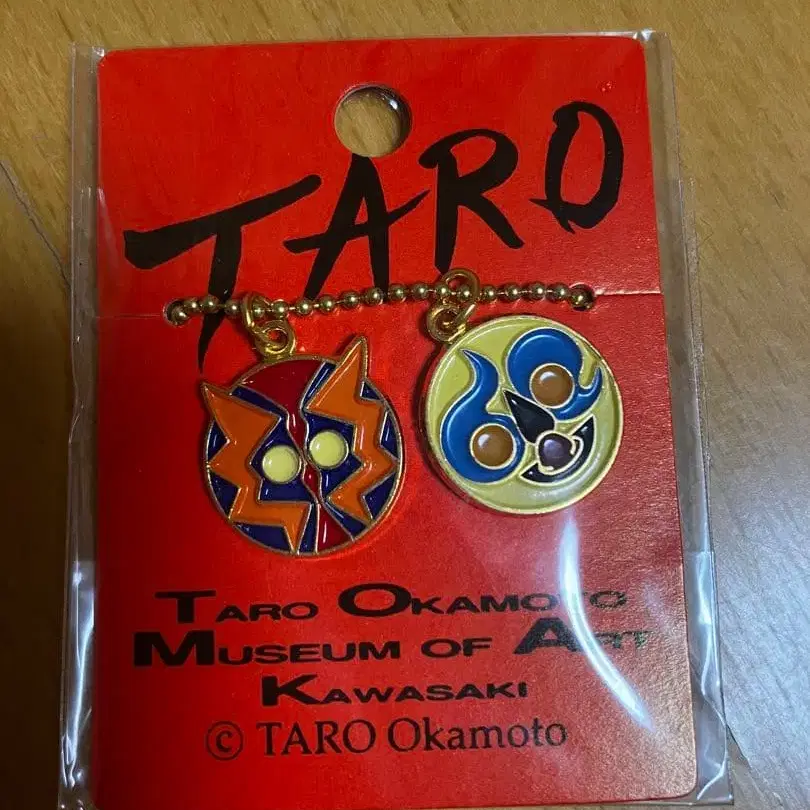 TARO
TARO OKAMOTO
MUSEUM OF ART
KAWASAKI
© TARO Okamoto